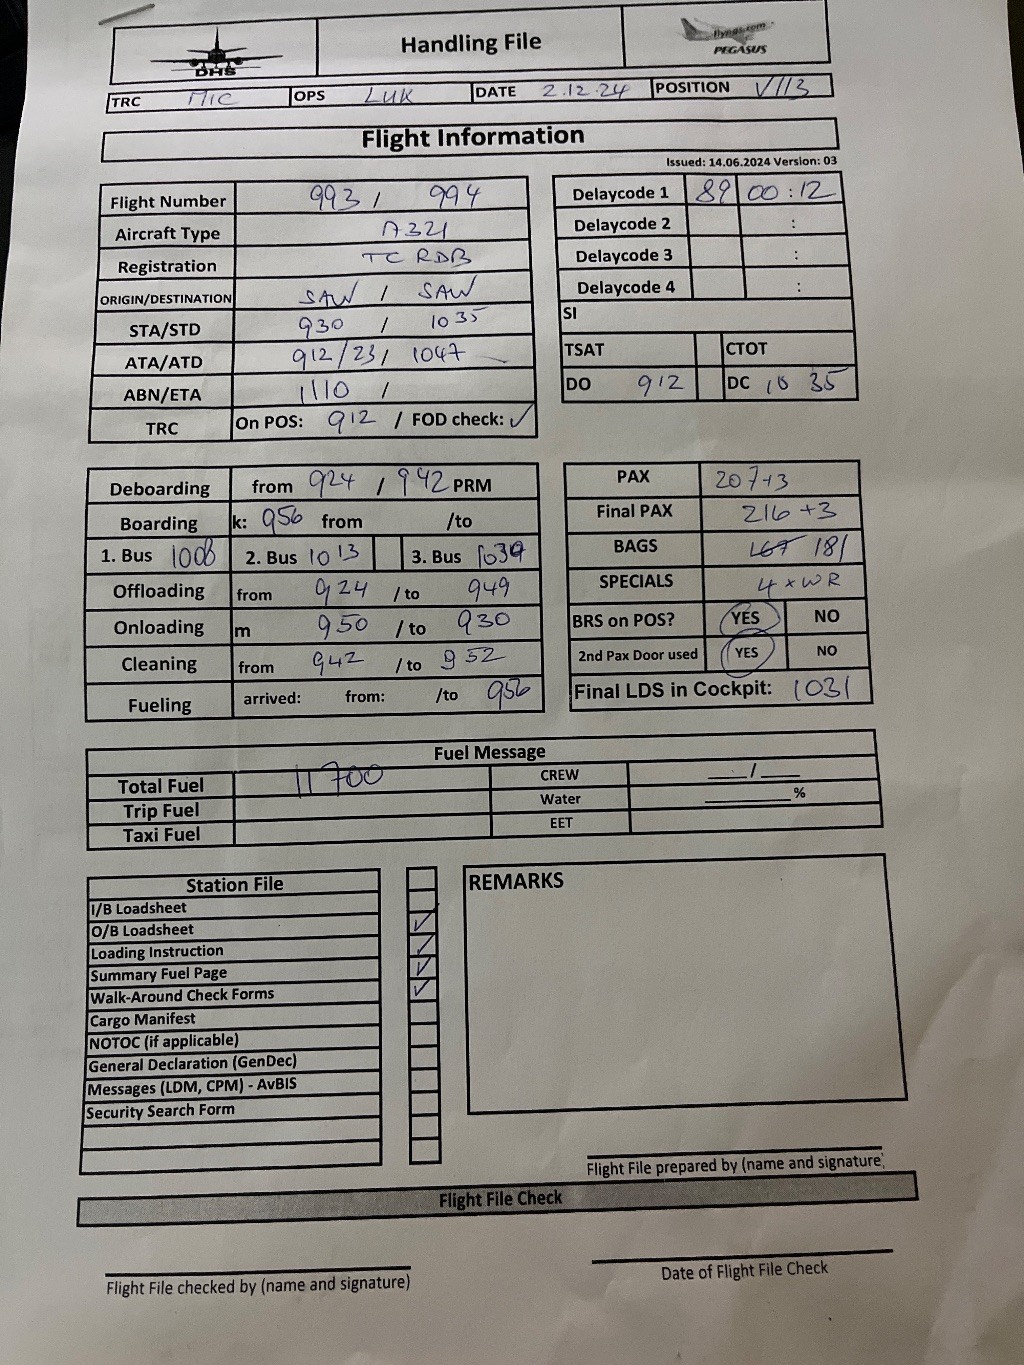 DHS
Handling File
flypgs.com
PEGASUS
TRC MIC OPS LUK DATE 2.12.24 POSITION V113
Flight Information
Issued: 14.06.2024 Version: 03
Flight Number 993 / 994
Aircraft Type A321
Registration TC RDB
ORIGIN/DESTINATION SAW / SAW
STA/STD 930 / 1035
ATA/ATD 912/23 / 1047
ABN/ETA 1110 /
TRC On POS: 912 / FOD check: ✓
Delaycode 1 89 00:12
Delaycode 2 :
Delaycode 3 :
Delaycode 4 :
SI
TSAT CTOT
DO 912 DC 10 35
Deboarding from 924 / 942 PRM
Boarding k: 956 from /to
1. Bus 1008 2. Bus 1013 3. Bus 1039
Offloading from 924 / to 949
Onloading m 950 / to 930
Cleaning from 942 / to 952
Fueling arrived: from: /to 956
PAX 207+3
Final PAX 216+3
BAGS 167 181
SPECIALS 4 x WR
BRS on POS? YES NO
2nd Pax Door used YES NO
Final LDS in Cockpit: 1031
Fuel Message
Total Fuel 11700 CREW __/__
Trip Fuel Water ______%
Taxi Fuel EET
Station File
I/B Loadsheet
O/B Loadsheet ✓
Loading Instruction ✓
Summary Fuel Page ✓
Walk-Around Check Forms ✓
Cargo Manifest
NOTOC (if applicable)
General Declaration (GenDec)
Messages (LDM, CPM) - AvBIS
Security Search Form
REMARKS
Flight File prepared by (name and signature)
Flight File Check
Flight File checked by (name and signature)
Date of Flight File Check